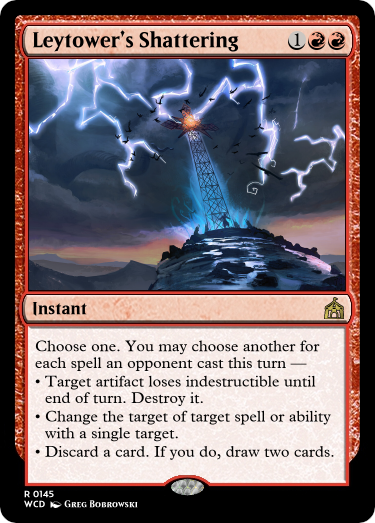 Leytower's Shattering 1
Instant
Choose one. You may choose another for
each spell an opponent cast this turn —
• Target artifact loses indestructible until
end of turn. Destroy it.
• Change the target of target spell or ability
with a single target.
• Discard a card. If you do, draw two cards.
R 0145
WCD Greg Bobrowski